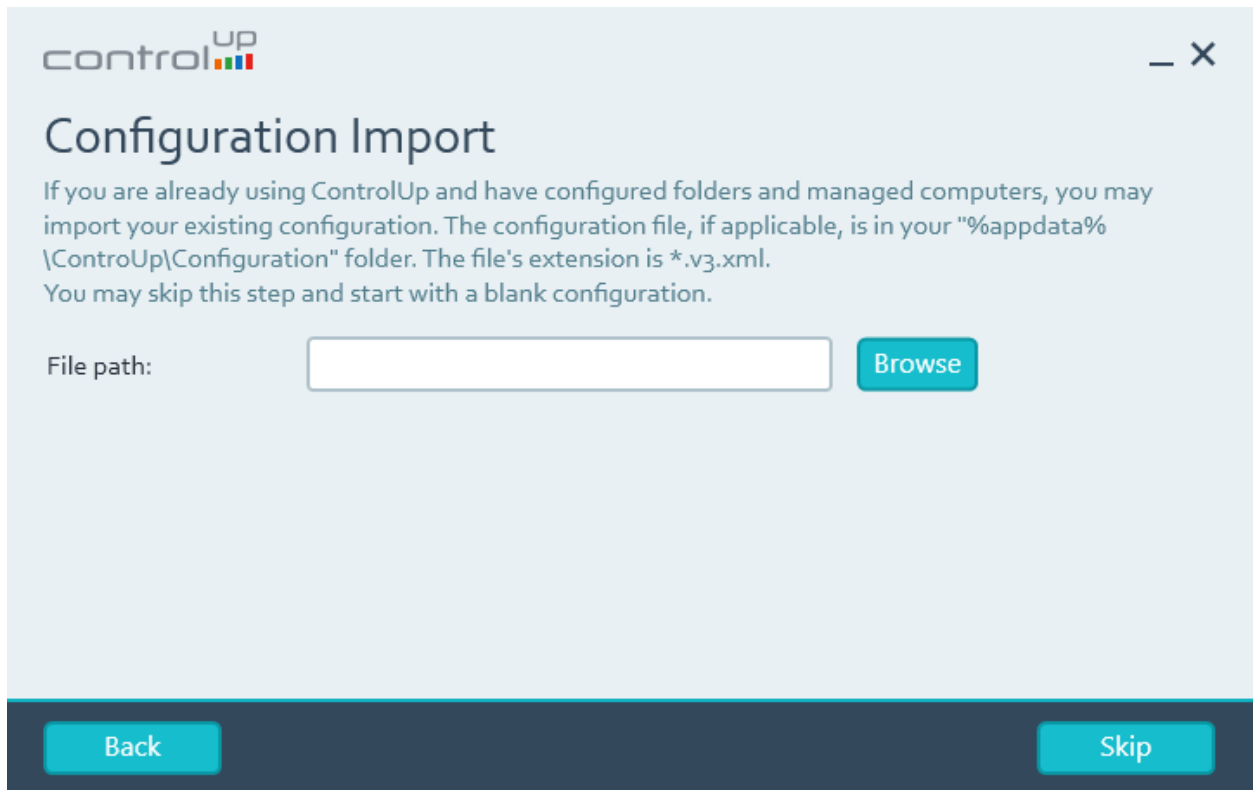 controlUP
Configuration Import
If you are already using ControlUp and have configured folders and managed computers, you may
import your existing configuration. The configuration file, if applicable, is in your "%appdata%
\ControUp\Configuration" folder. The file's extension is *.v3.xml.
You may skip this step and start with a blank configuration.
File path:
Browse
Back
Skip